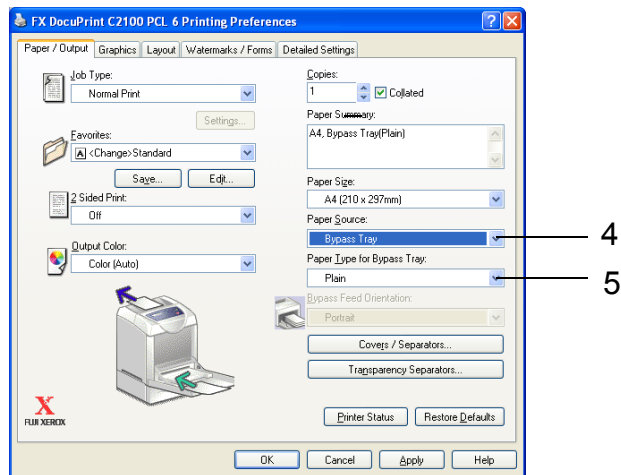 FX DocuPrint C2100 PCL 6 Printing Preferences
Paper / Output Graphics Layout Watermarks / Forms Detailed Settings
Job Type:
Normal Print
Settings...
Favorites:
A <Change>Standard
Save... Edit...
2 Sided Print:
Off
Output Color:
Color (Auto)
FUJI XEROX
Copies:
1 Collated
Paper Summary:
A4, Bypass Tray(Plain)
Paper Size:
A4 (210 x 297mm)
Paper Source:
Bypass Tray
4
Paper Type for Bypass Tray:
Plain
5
Bypass Feed Orientation:
Portrait
Covers / Separators...
Transparency Separators...
Printer Status Restore Defaults
OK Cancel Apply Help